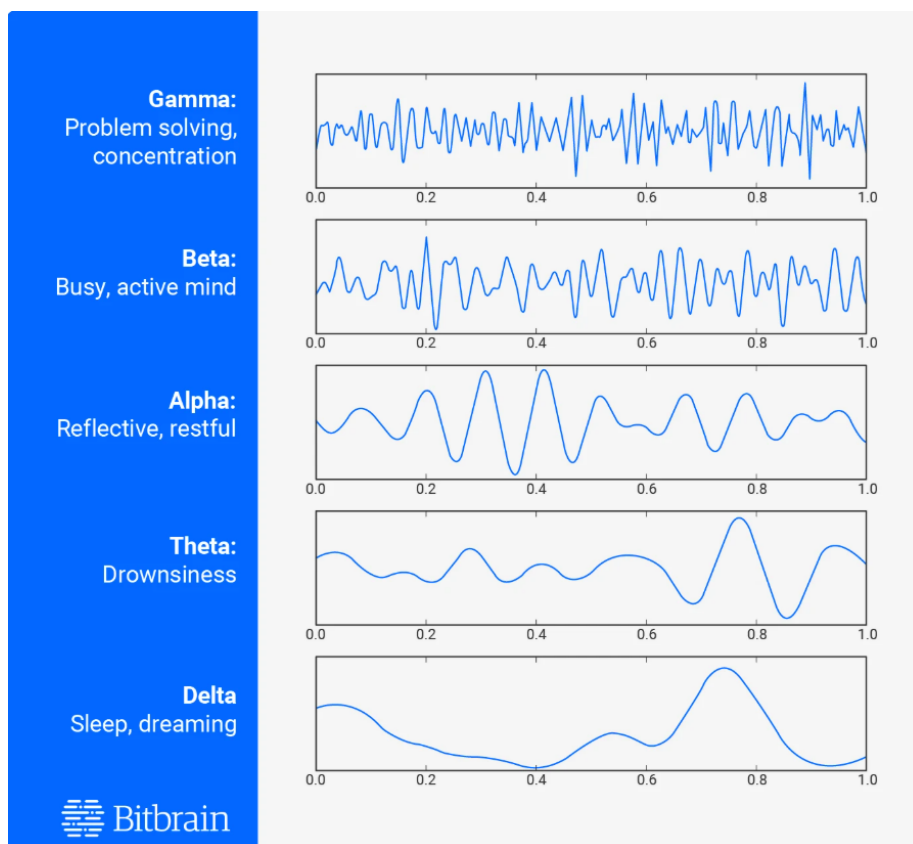 Gamma:
Problem solving,
concentration
0.0 0.2 0.4 0.6 0.8 1.0
Beta:
Busy, active mind
0.0 0.2 0.4 0.6 0.8 1.0
Alpha:
Reflective, restful
0.0 0.2 0.4 0.6 0.8 1.0
Theta:
Drownsiness
0.0 0.2 0.4 0.6 0.8 1.0
Delta
Sleep, dreaming
0.0 0.2 0.4 0.6 0.8 1.0
Bitbrain